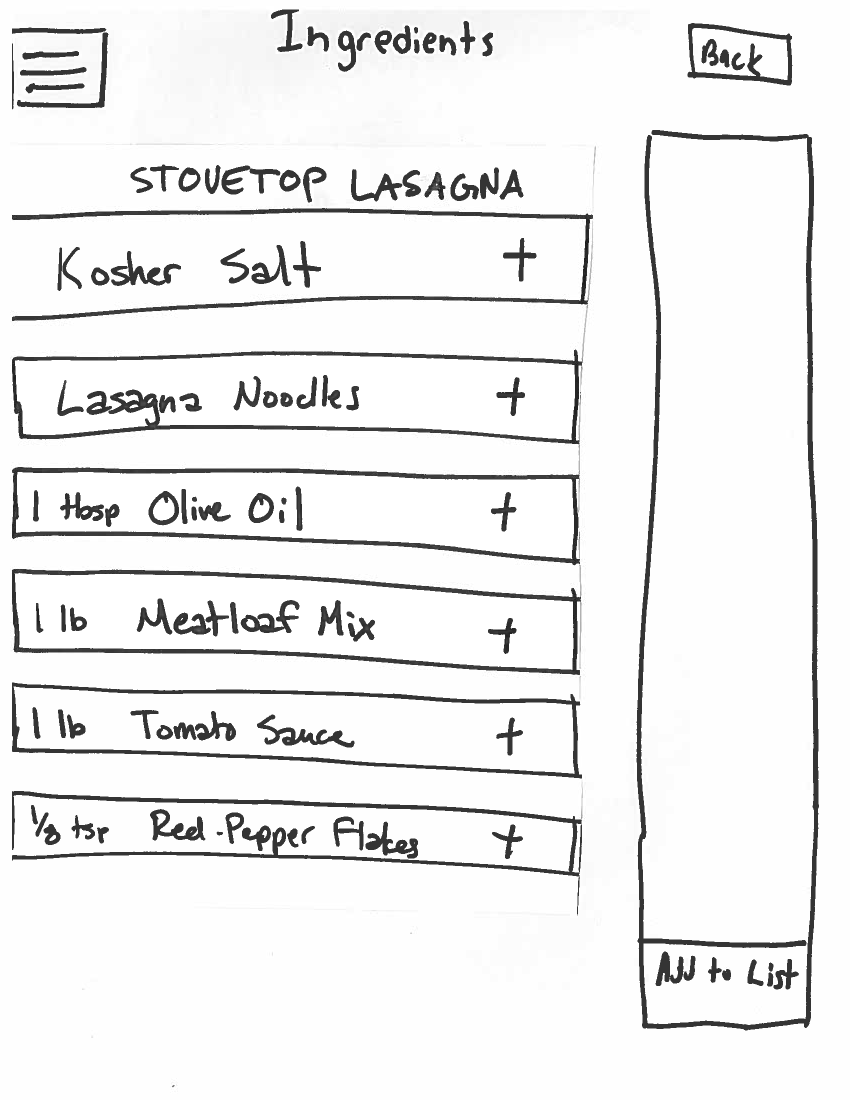 Ingredients
Back
STOVETOP LASAGNA
Kosher Salt +
Lasagna Noodles +
1 tbsp Olive Oil +
1 lb Meatloaf Mix +
1 lb Tomato Sauce +
1/8 tsp Red-Pepper Flakes +
Add to List